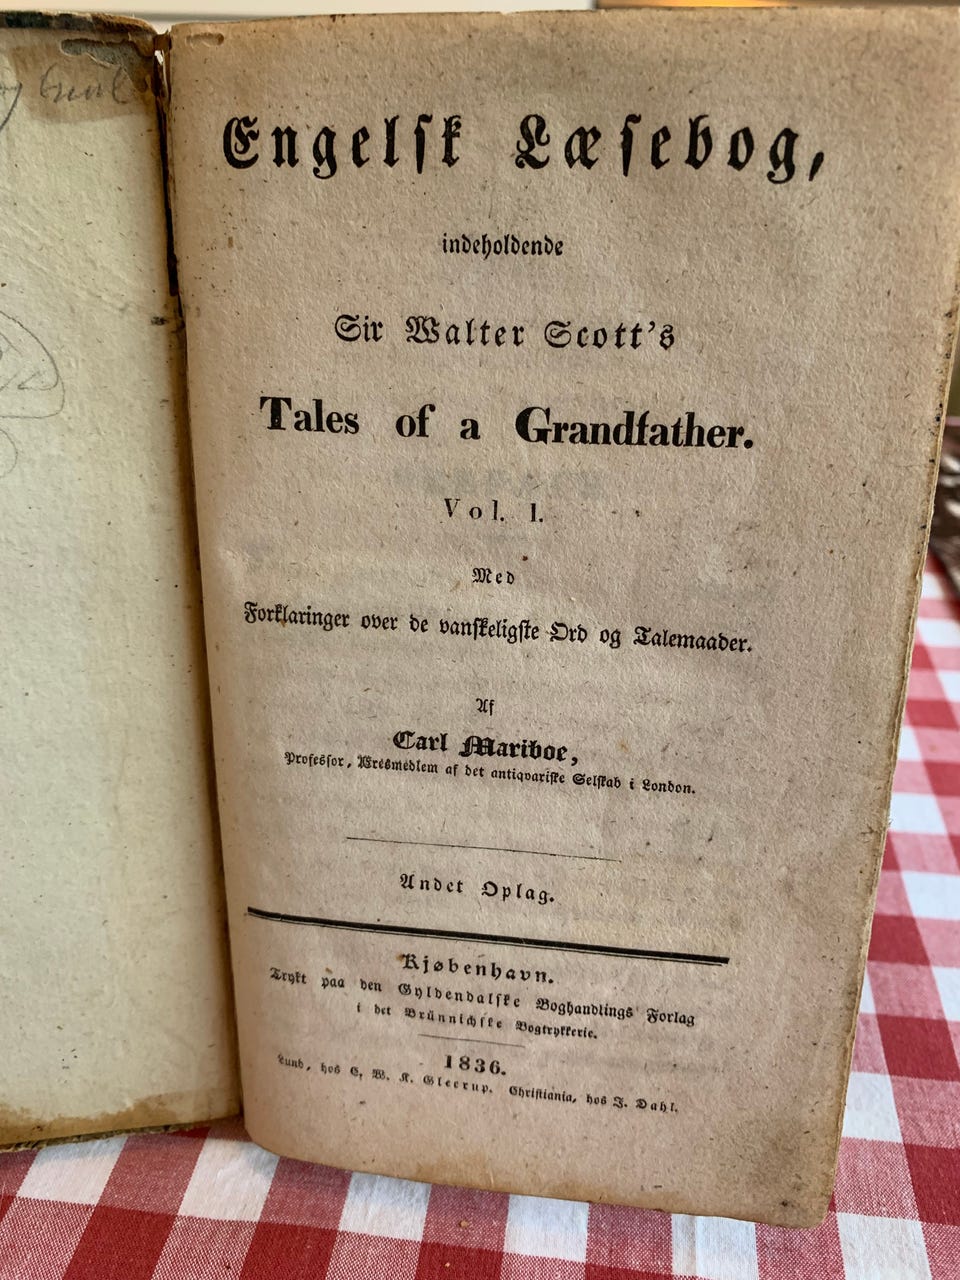 Engelsk Læsebog,
indeholdende
Sir Walter Scott's
Tales of a Grandfather.
Vol. I.
Med
Forklaringer over de vanskeligste Ord og Talemaader.
Af
Carl Mariboe,
Professor, Æresmedlem af det antiqvariske Selskab i London.
Andet Oplag.
Kjøbenhavn.
Trykt paa den Gyldendalske Boghandlings Forlag
i det Brünnichske Bogtrykkerie.
1836.
Lund, hos C. W. K. Gleerup. Christiania, hos J. Dahl.